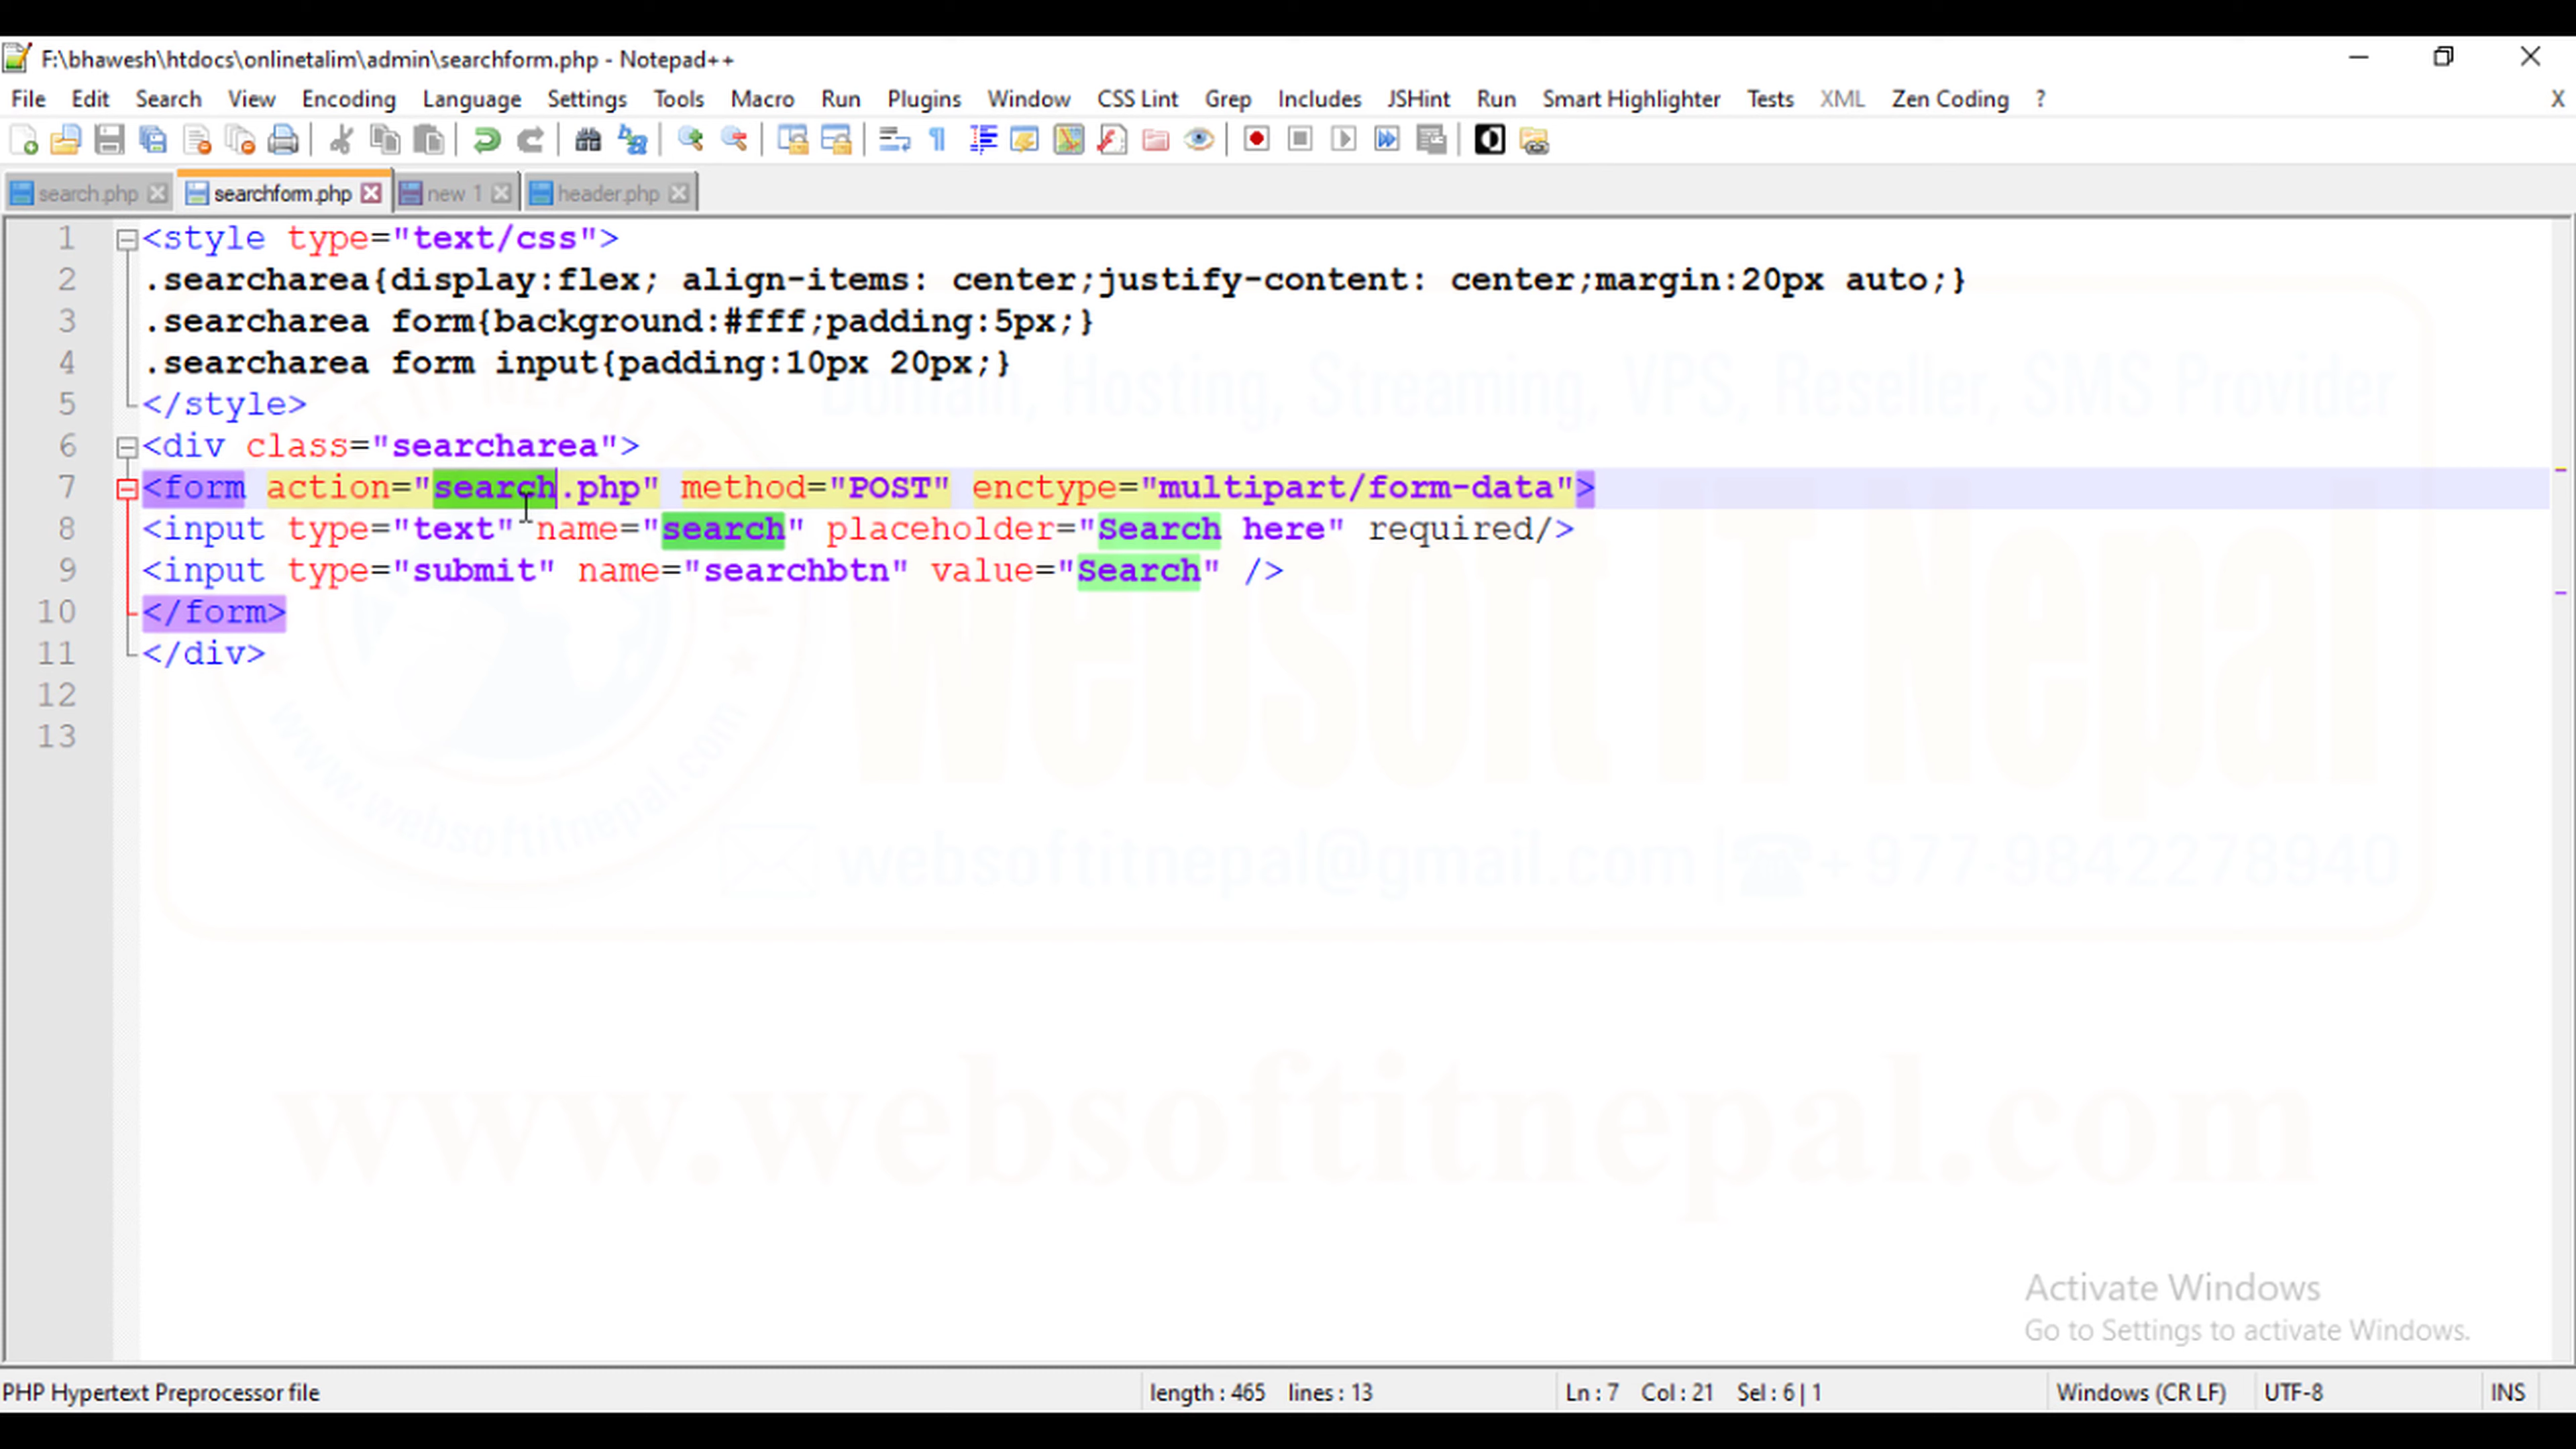 F:\bhawesh\htdocs\onlinetalim\admin\searchform.php - Notepad++
File Edit Search View Encoding Language Settings Tools Macro Run Plugins Window CSS Lint Grep Includes JSHint Run Smart Highlighter Tests XML Zen Coding ? X
search.php searchform.php new 1 header.php
1 <style type="text/css">
2 .searcharea{display:flex; align-items: center;justify-content: center;margin:20px auto;}
3 .searcharea form{background:#fff;padding:5px;}
4 .searcharea form input{padding:10px 20px;}
5 </style>
6 <div class="searcharea">
7 <form action="search.php" method="POST" enctype="multipart/form-data">
8 <input type="text" name="search" placeholder="Search here" required/>
9 <input type="submit" name="searchbtn" value="Search" />
10 </form>
11 </div>
12
13
Domain, Hosting, Streaming, VPS, Reseller, SMS Provider
Websoft IT Nepal
www.websoftitnepal.com
websoftitnepal@gmail.com | +977-9842278940
www.websoftitnepal.com
Activate Windows
Go to Settings to activate Windows.
PHP Hypertext Preprocessor file length : 465 lines : 13 Ln : 7 Col : 21 Sel : 6 | 1 Windows (CR LF) UTF-8 INS